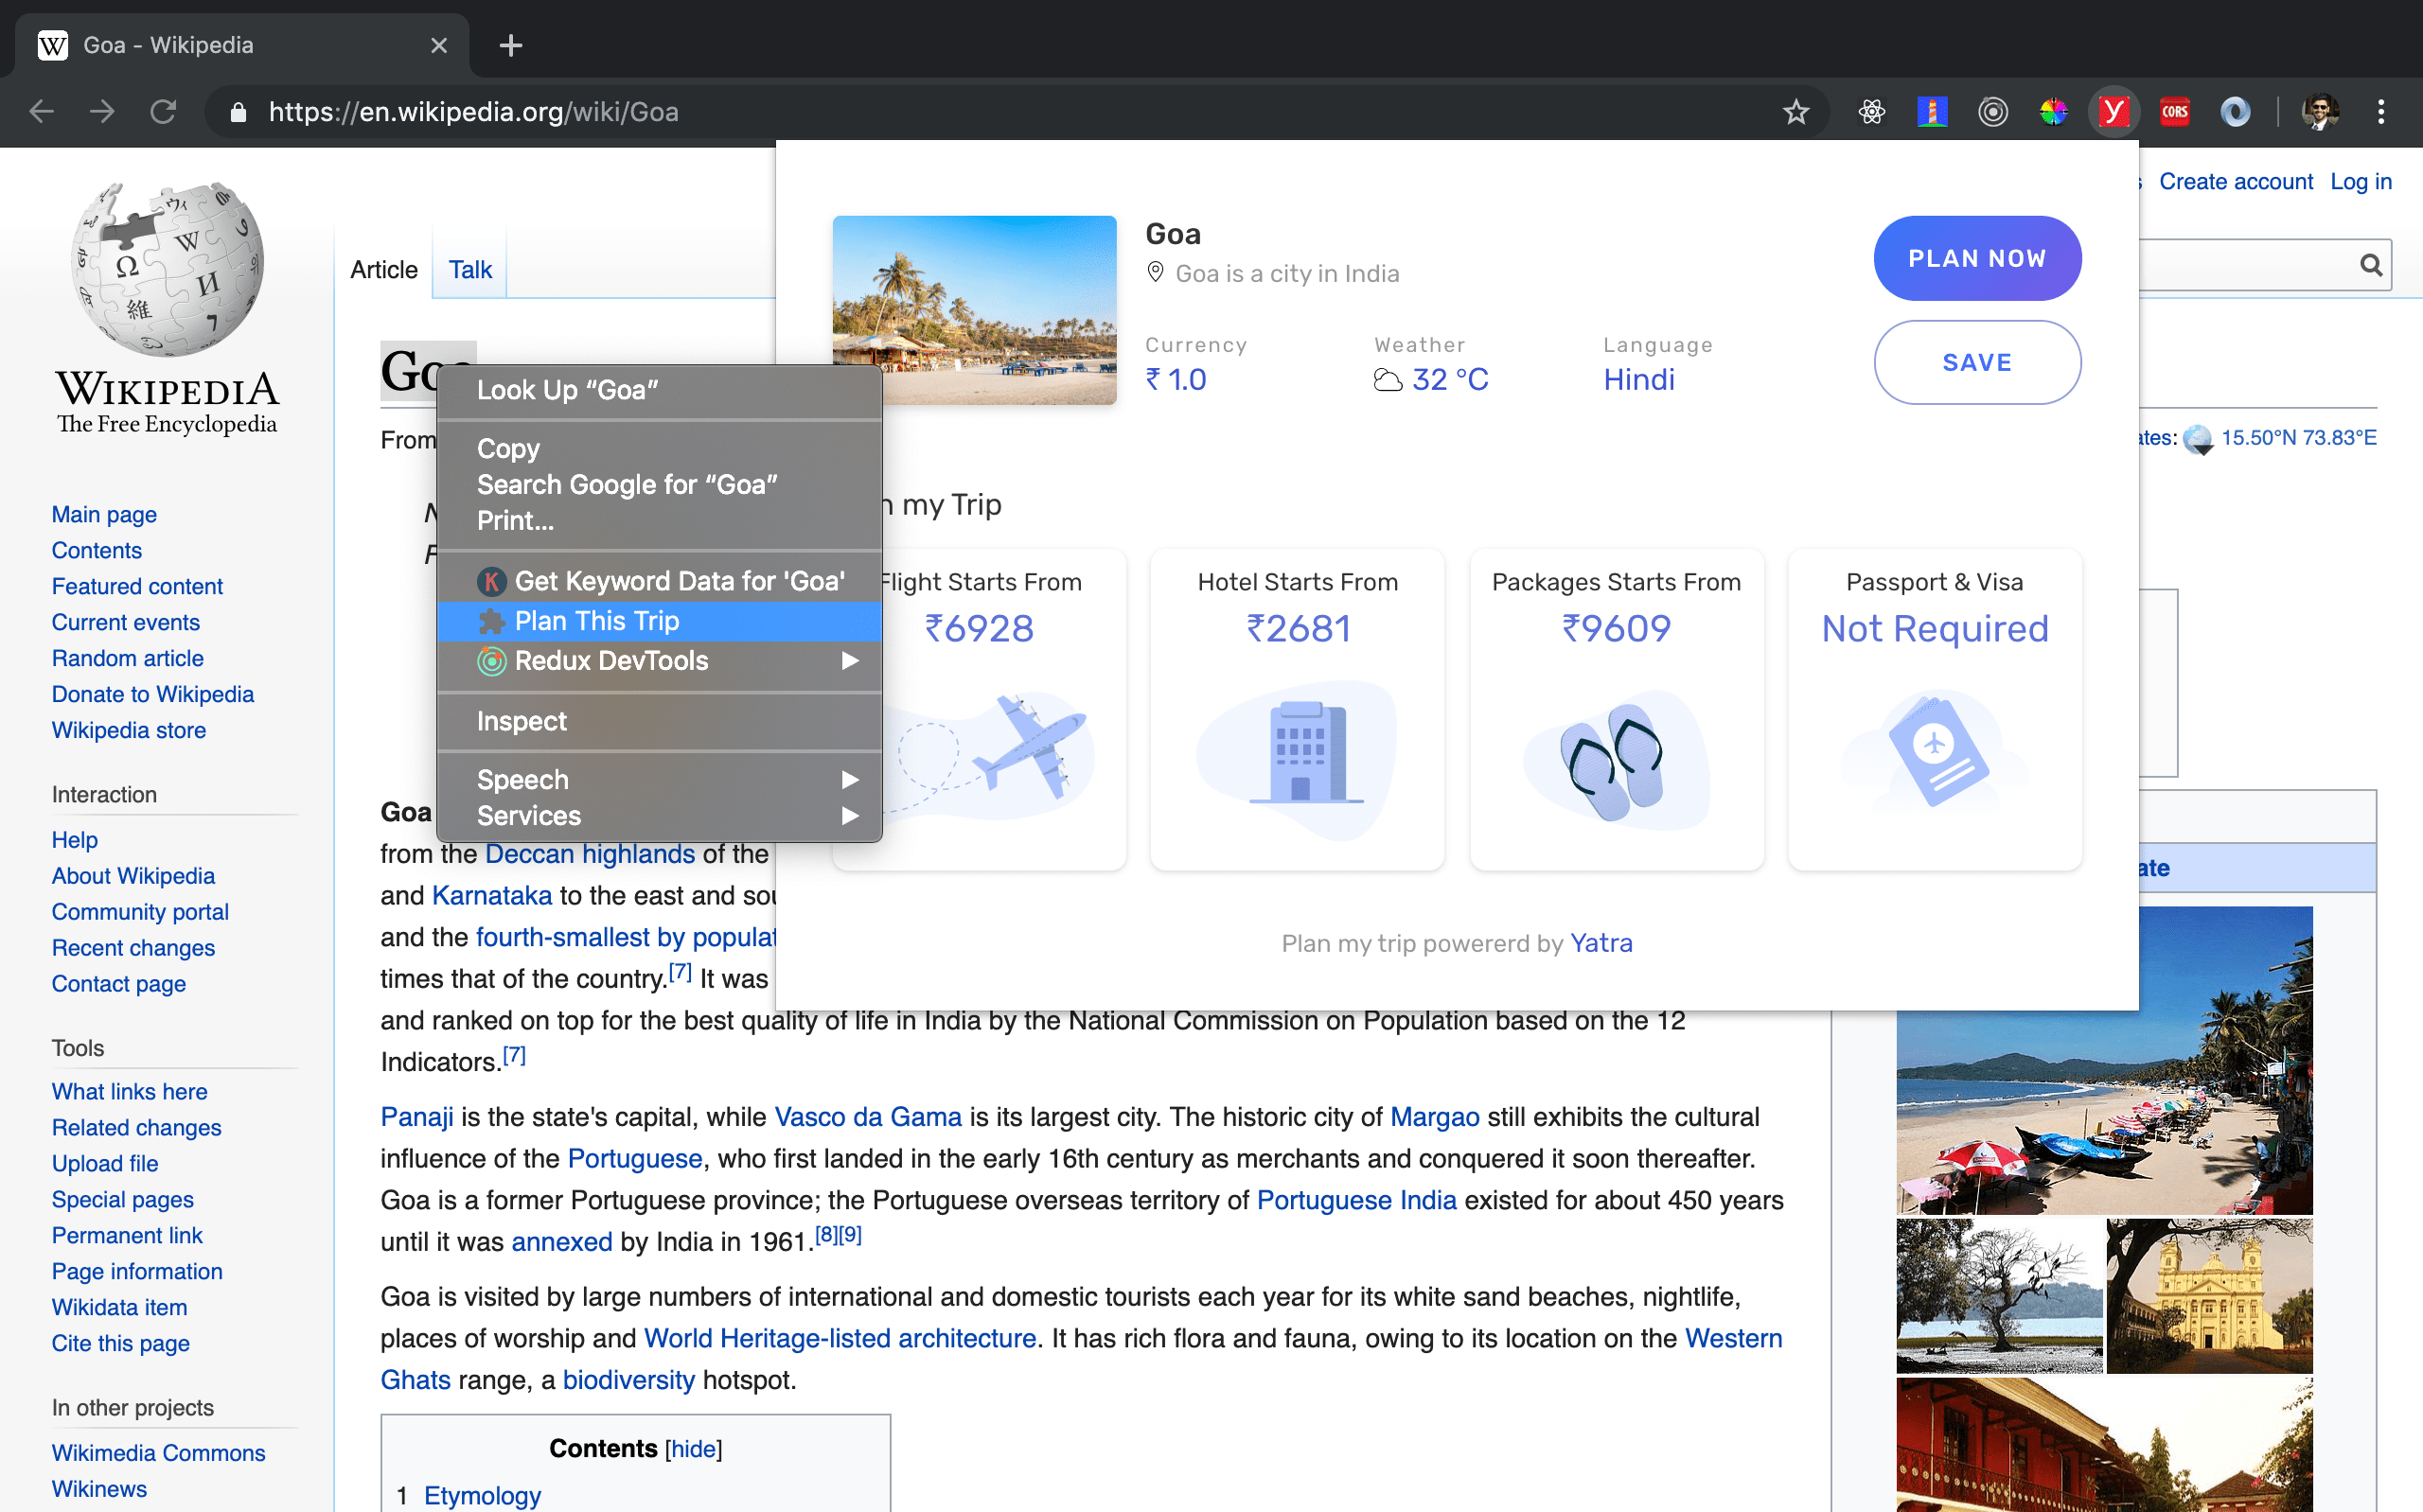 Goa - Wikipedia
https://en.wikipedia.org/wiki/Goa
CORS
Create account Log in
WIKIPEDIA
The Free Encyclopedia
Main page
Contents
Featured content
Current events
Random article
Donate to Wikipedia
Wikipedia store
Interaction
Help
About Wikipedia
Community portal
Recent changes
Contact page
Tools
What links here
Related changes
Upload file
Special pages
Permanent link
Page information
Wikidata item
Cite this page
In other projects
Wikimedia Commons
Wikinews
Article Talk
Goa
From
Look Up “Goa”
Copy
Search Google for “Goa”
Print...
Get Keyword Data for 'Goa'
Plan This Trip
Redux DevTools
Inspect
Speech
Services
Goa
Goa is a city in India
Currency Weather Language
₹ 1.0 32 °C Hindi
PLAN NOW
SAVE
15.50°N 73.83°E
my Trip
Flight Starts From
₹6928
Hotel Starts From
₹2681
Packages Starts From
₹9609
Passport & Visa
Not Required
Plan my trip powererd by Yatra
Goa
from the Deccan highlands of the
and Karnataka to the east and
and the fourth-smallest by
times that of the country.[7] It was
and ranked on top for the best quality of life in India by the National Commission on Population based on the 12
Indicators.[7]
Panaji is the state's capital, while Vasco da Gama is its largest city. The historic city of Margao still exhibits the cultural
influence of the Portuguese, who first landed in the early 16th century as merchants and conquered it soon thereafter.
Goa is a former Portuguese province; the Portuguese overseas territory of Portuguese India existed for about 450 years
until it was annexed by India in 1961.[8][9]
Goa is visited by large numbers of international and domestic tourists each year for its white sand beaches, nightlife,
places of worship and World Heritage-listed architecture. It has rich flora and fauna, owing to its location on the Western
Ghats range, a biodiversity hotspot.
Contents [hide]
1 Etymology